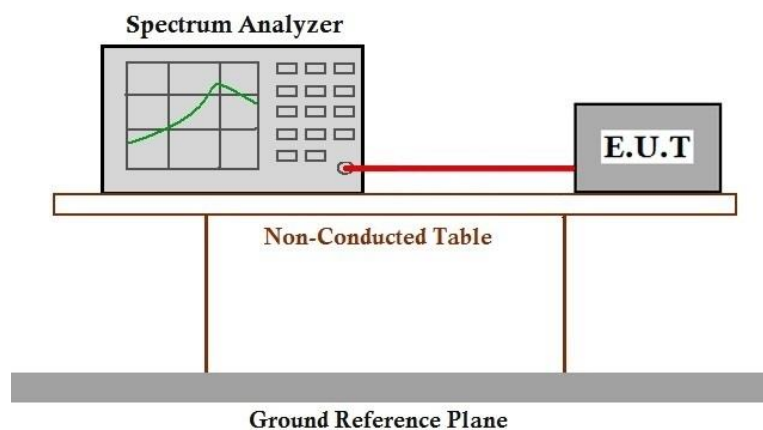 Spectrum Analyzer
E.U.T
Non-Conducted Table
Ground Reference Plane